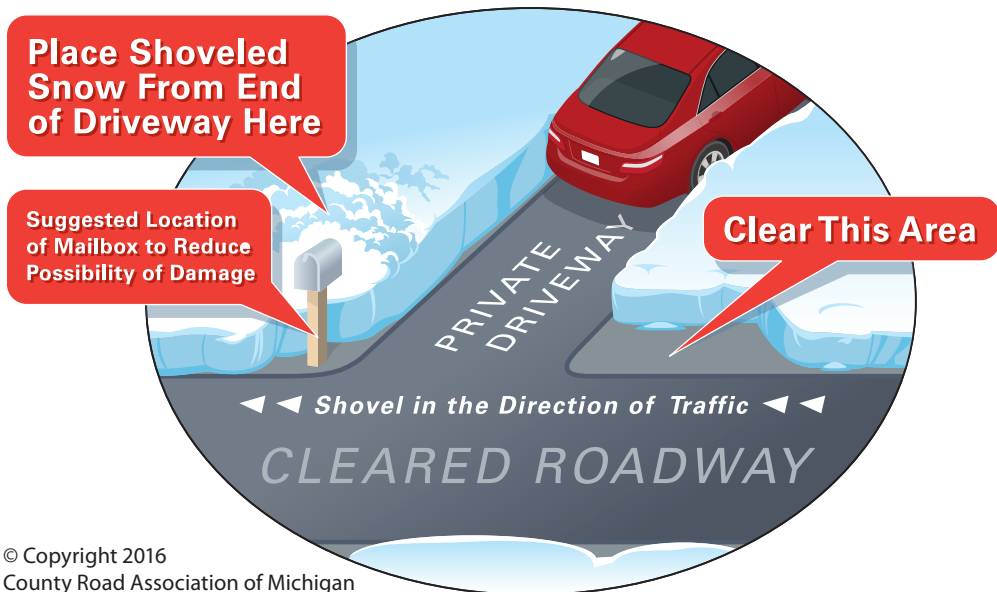 Place Shoveled
Snow From End
of Driveway Here
Suggested Location
of Mailbox to Reduce
Possibility of Damage
Clear This Area
PRIVATE
DRIVEWAY
Shovel in the Direction of Traffic
CLEARED ROADWAY
© Copyright 2016
County Road Association of Michigan